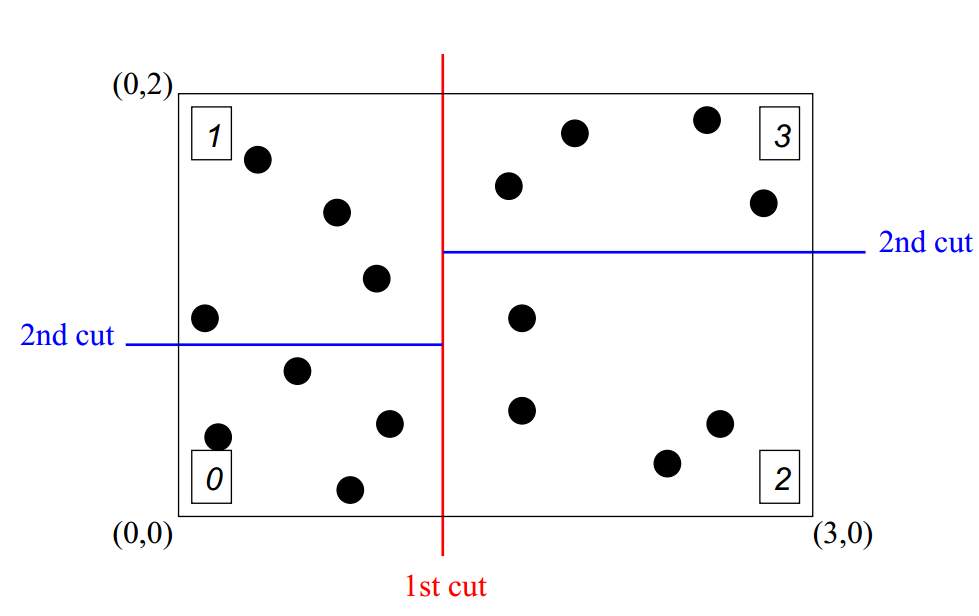 (0,2)
1
3
2nd cut
2nd cut
0
2
(0,0)
(3,0)
1st cut